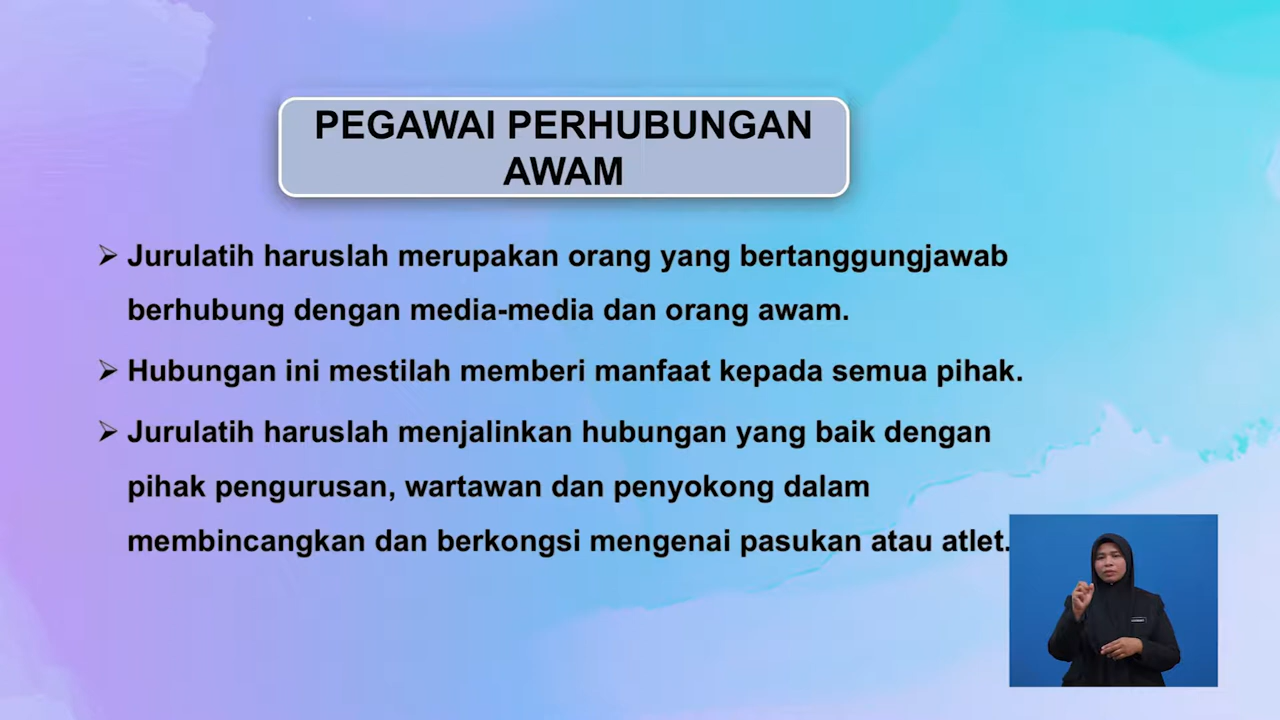 PEGAWAI PERHUBUNGAN
AWAM
➢ Jurulatih haruslah merupakan orang yang bertanggungjawab
berhubung dengan media-media dan orang awam.
➢ Hubungan ini mestilah memberi manfaat kepada semua pihak.
➢ Jurulatih haruslah menjalinkan hubungan yang baik dengan
pihak pengurusan, wartawan dan penyokong dalam
membincangkan dan berkongsi mengenai pasukan atau atlet.